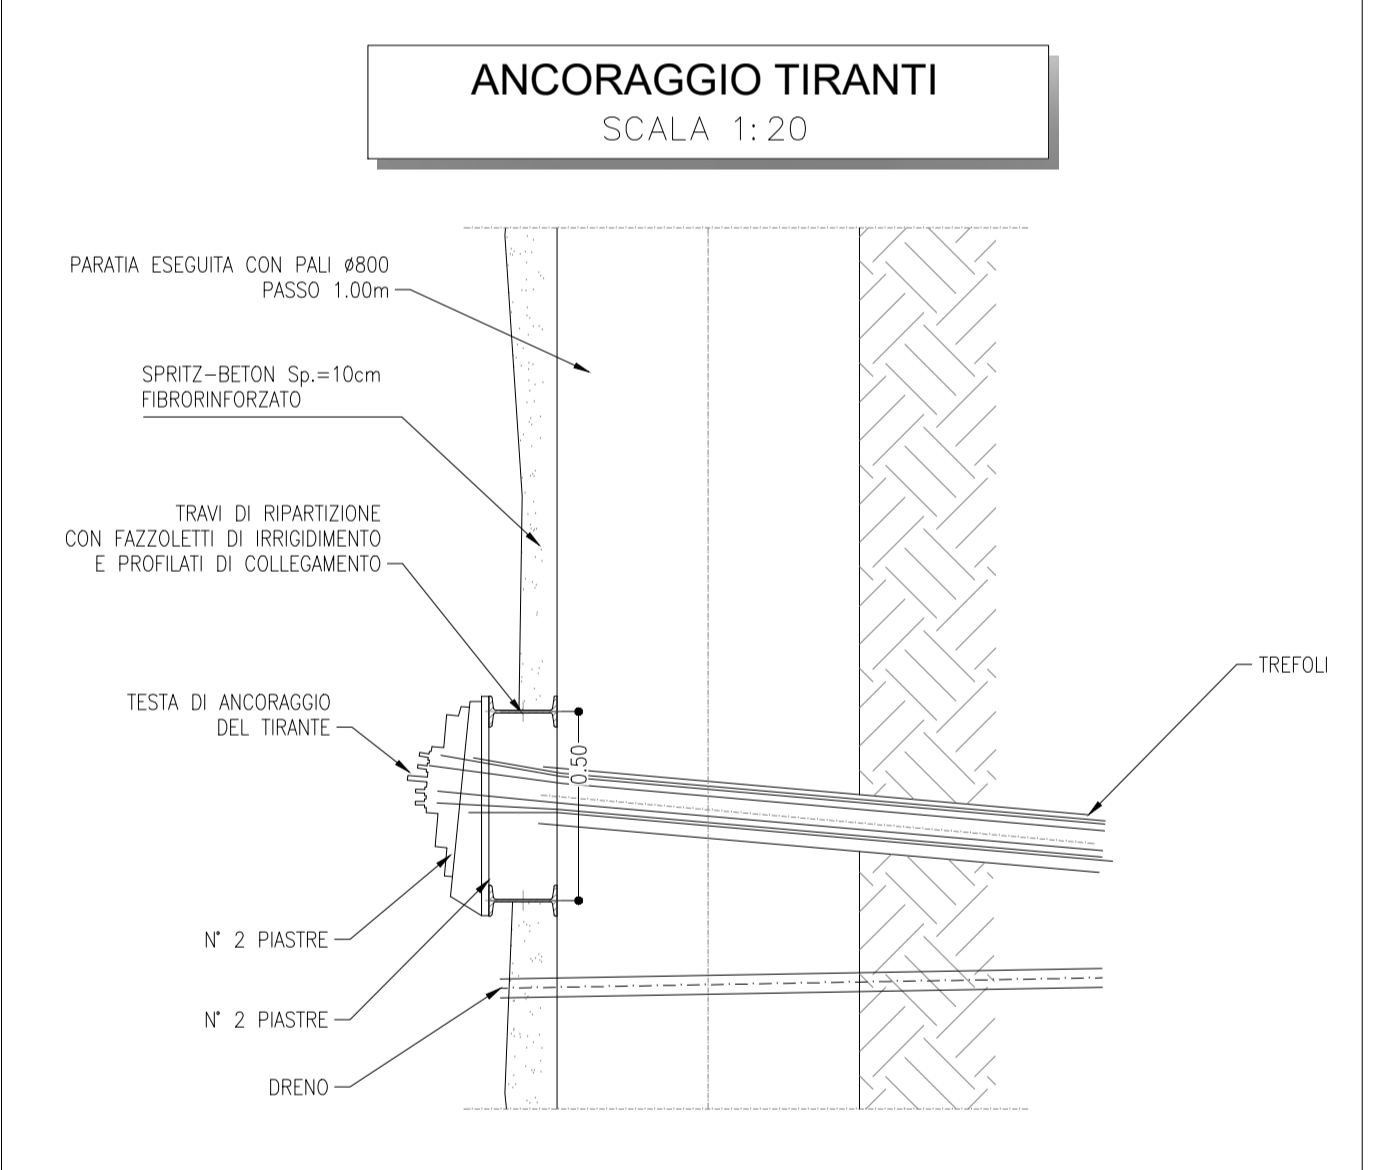 ANCORAGGIO TIRANTI
SCALA 1:20
PARATIA ESEGUITA CON PALI ø800
PASSO 1.00m
SPRITZ-BETON Sp.=10cm
FIBRORINFORZATO
TRAVI DI RIPARTIZIONE
CON FAZZOLETTI DI IRRIGIDIMENTO
E PROFILATI DI COLLEGAMENTO
TREFOLI
TESTA DI ANCORAGGIO
DEL TIRANTE
0.50
N° 2 PIASTRE
N° 2 PIASTRE
DRENO